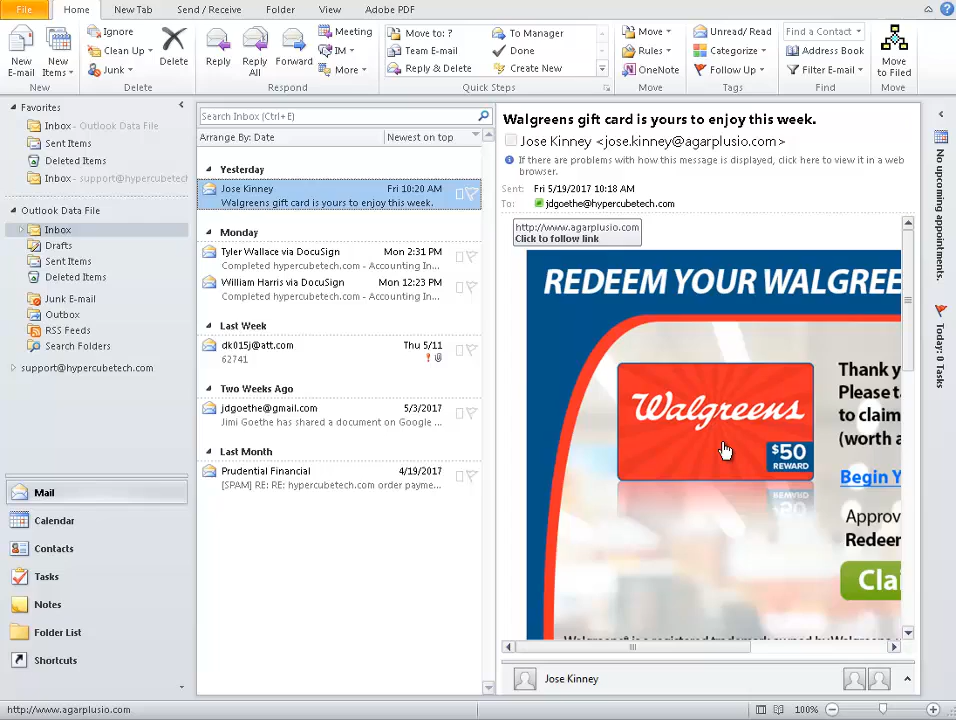 File Home New Tab Send / Receive Folder View Adobe PDF
New E-mail
New Items
New
Ignore
Clean Up
Junk
Delete
Delete
Reply
Reply All
Forward
Meeting
IM
More
Respond
Move to: ?
Team E-mail
Reply & Delete
To Manager
Done
Create New
Quick Steps
Move
Rules
OneNote
Move
Unread/ Read
Categorize
Follow Up
Tags
Find a Contact
Address Book
Filter E-mail
Find
Move to Filed
Move
Favorites
Inbox - Outlook Data File
Sent Items
Deleted Items
Inbox - support@hypercubetech
Outlook Data File
Inbox
Drafts
Sent Items
Deleted Items
Junk E-mail
Outbox
RSS Feeds
Search Folders
support@hypercubetech.com
Mail
Calendar
Contacts
Tasks
Notes
Folder List
Shortcuts
Search Inbox (Ctrl+E)
Arrange By: Date Newest on top
Yesterday
Jose Kinney Fri 10:20 AM
Walgreens gift card is yours to enjoy this week.
Monday
Tyler Wallace via DocuSign Mon 2:31 PM
Completed hypercubetech.com - Accounting In...
William Harris via DocuSign Mon 12:23 PM
Completed hypercubetech.com - Accounting In...
Last Week
dk015j@att.com Thu 5/11
62741
Two Weeks Ago
jdgoethe@gmail.com 5/3/2017
Jimi Goethe has shared a document on Google ...
Last Month
Prudential Financial 4/19/2017
[SPAM] RE: RE: hypercubetech.com order payme...
Walgreens gift card is yours to enjoy this week.
Jose Kinney <jose.kinney@agarplusio.com>
If there are problems with how this message is displayed, click here to view it in a web
browser.
Sent: Fri 5/19/2017 10:18 AM
To: jdgoethe@hypercubetech.com
http://www.agarplusio.com
Click to follow link
REDEEM YOUR WALGREE
Walgreens
$50
REWARD
Thank y
Please t
to claim
(worth a
Begin Y
Approv
Redeer
Clai
Walgreens® is a registered trademark owned by Walgreens
Jose Kinney
No upcoming appointments.
Today: 0 Tasks
http://www.agarplusio.com
100%